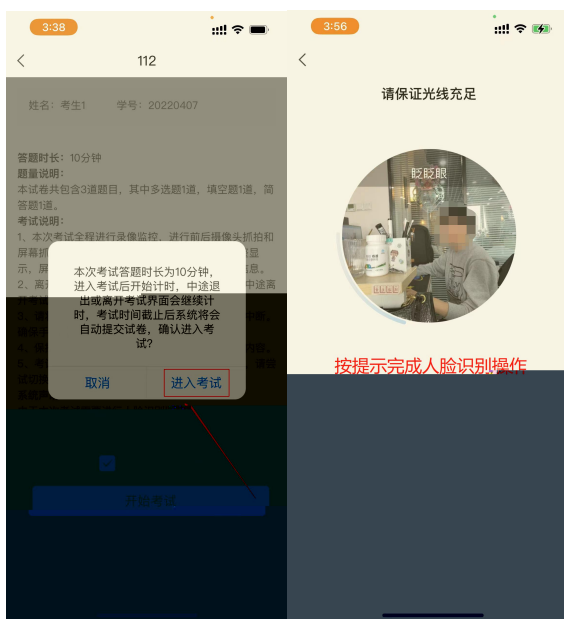 3:38
112
姓名：考生1 学号：20220407
答题时长：10分钟
题量说明：
本试卷共包含3道题目，其中多选题1道，填空题1道，简
答题1道。
考试说明：
1、本次考试全程进行录像监控，进行前后摄像头抓拍和
本次考试答题时长为10分钟，
进入考试后开始计时，中途退
出或离开考试界面会继续计
时，考试时间截止后系统将会
自动提交试卷，确认进入考
试?
取消 进入考试
开始考试
3:56
请保证光线充足
眨眨眼
按提示完成人脸识别操作